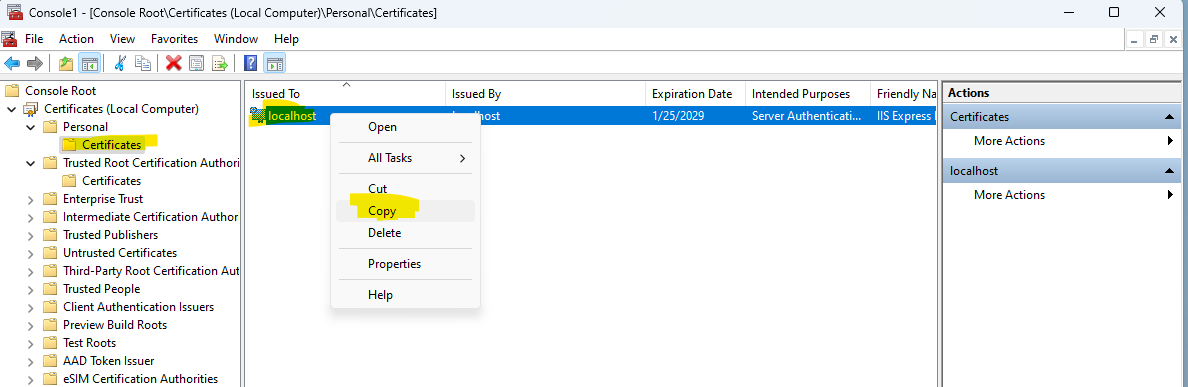 Console1 - [Console Root\Certificates (Local Computer)\Personal\Certificates]
File Action View Favorites Window Help
Console Root
Certificates (Local Computer)
Personal
Certificates
Trusted Root Certification Authori
Certificates
Enterprise Trust
Intermediate Certification Author
Trusted Publishers
Untrusted Certificates
Third-Party Root Certification Aut
Trusted People
Client Authentication Issuers
Preview Build Roots
Test Roots
AAD Token Issuer
eSIM Certification Authorities
Issued To Issued By Expiration Date Intended Purposes Friendly Na
localhost localhost 1/25/2029 Server Authenticati... IIS Express
Open
All Tasks
Cut
Copy
Delete
Properties
Help
Actions
Certificates
More Actions
localhost
More Actions